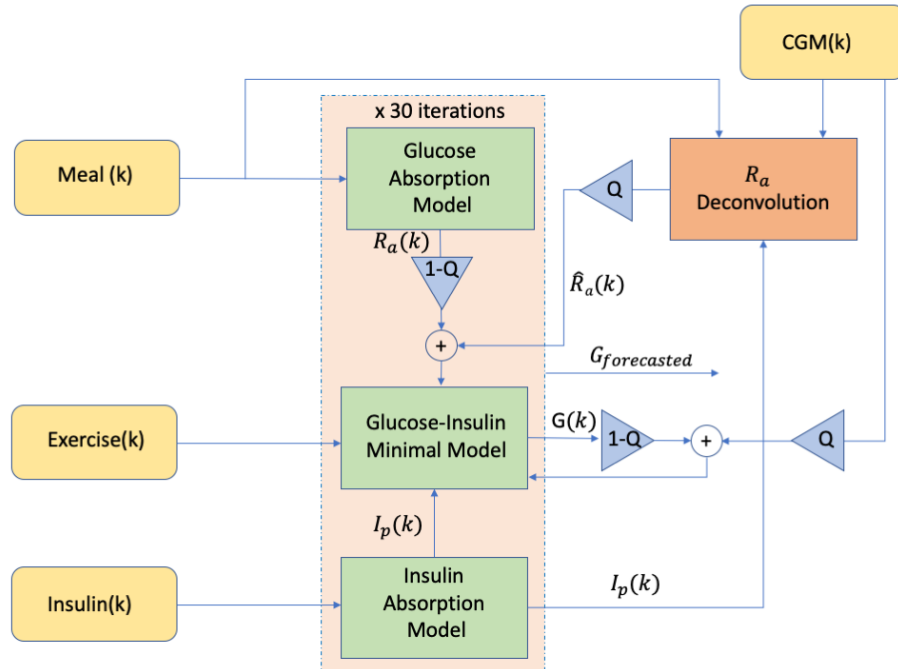 CGM(k)
x 30 iterations
Meal (k)
Glucose
Absorption
Model
Q
R_a
Deconvolution
R_a(k)
1-Q
R̂_a(k)
+
G_forecasted
Exercise(k)
Glucose-Insulin
Minimal Model
G(k)
1-Q
+
Q
I_p(k)
Insulin(k)
Insulin
Absorption
Model
I_p(k)